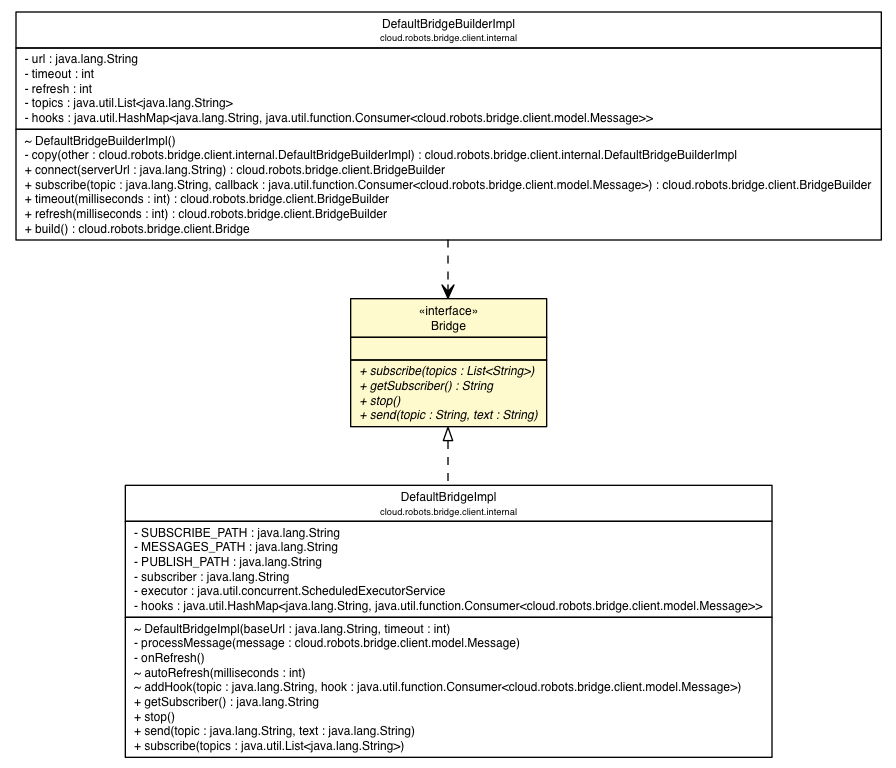 DefaultBridgeBuilderImpl
cloud.robots.bridge.client.internal
- url : java.lang.String
- timeout : int
- refresh : int
- topics : java.util.List<java.lang.String>
- hooks : java.util.HashMap<java.lang.String, java.util.function.Consumer<cloud.robots.bridge.client.model.Message>>
~ DefaultBridgeBuilderImpl()
- copy(other : cloud.robots.bridge.client.internal.DefaultBridgeBuilderImpl) : cloud.robots.bridge.client.internal.DefaultBridgeBuilderImpl
+ connect(serverUrl : java.lang.String) : cloud.robots.bridge.client.BridgeBuilder
+ subscribe(topic : java.lang.String, callback : java.util.function.Consumer<cloud.robots.bridge.client.model.Message>) : cloud.robots.bridge.client.BridgeBuilder
+ timeout(milliseconds : int) : cloud.robots.bridge.client.BridgeBuilder
+ refresh(milliseconds : int) : cloud.robots.bridge.client.BridgeBuilder
+ build() : cloud.robots.bridge.client.Bridge
«interface»
Bridge
+ subscribe(topics : List<String>)
+ getSubscriber() : String
+ stop()
+ send(topic : String, text : String)
DefaultBridgeImpl
cloud.robots.bridge.client.internal
- SUBSCRIBE_PATH : java.lang.String
- MESSAGES_PATH : java.lang.String
- PUBLISH_PATH : java.lang.String
- subscriber : java.lang.String
- executor : java.util.concurrent.ScheduledExecutorService
- hooks : java.util.HashMap<java.lang.String, java.util.function.Consumer<cloud.robots.bridge.client.model.Message>>
~ DefaultBridgeImpl(baseUrl : java.lang.String, timeout : int)
- processMessage(message : cloud.robots.bridge.client.model.Message)
- onRefresh()
~ autoRefresh(milliseconds : int)
~ addHook(topic : java.lang.String, hook : java.util.function.Consumer<cloud.robots.bridge.client.model.Message>)
+ getSubscriber() : java.lang.String
+ stop()
+ send(topic : java.lang.String, text : java.lang.String)
+ subscribe(topics : java.util.List<java.lang.String>)